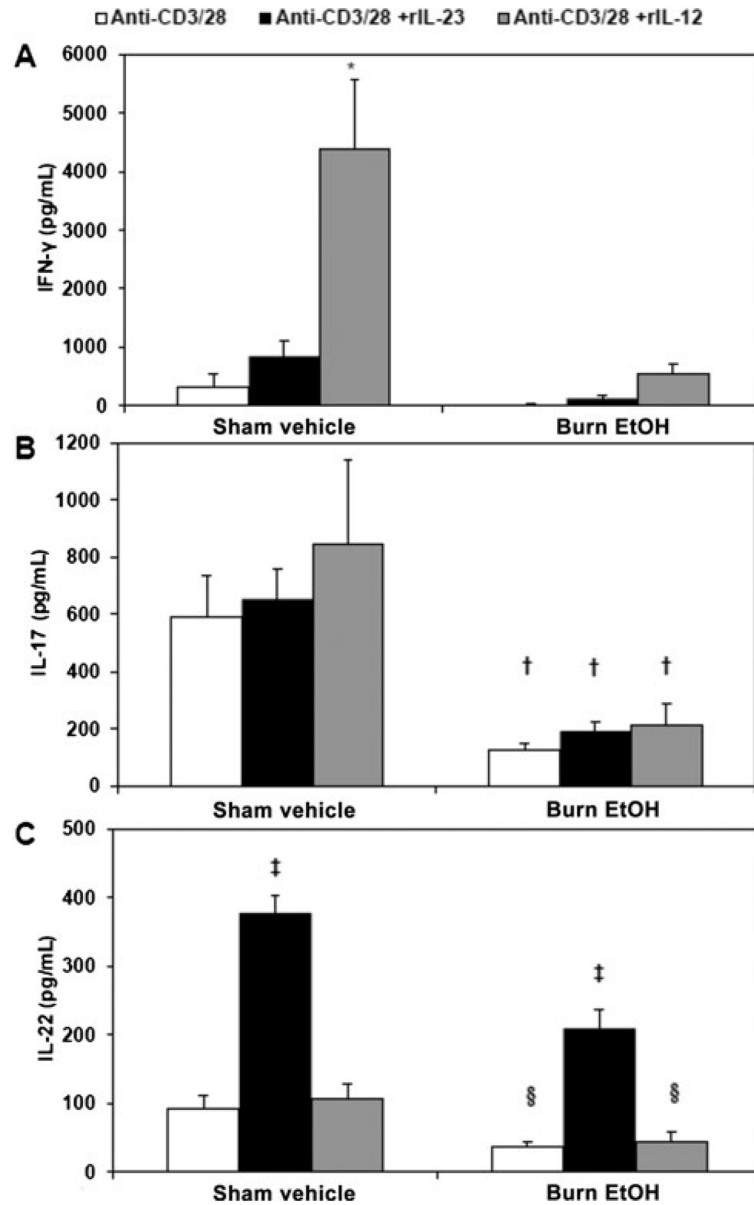 Anti-CD3/28 Anti-CD3/28 +rIL-23 Anti-CD3/28 +rIL-12
A
6000
5000
4000
3000
2000
1000
0
IFN-γ (pg/mL)
*
Sham vehicle Burn EtOH
B
1200
1000
800
600
400
200
0
IL-17 (pg/mL)
† † †
Sham vehicle Burn EtOH
C
500
400
300
200
100
0
IL-22 (pg/mL)
‡
‡
§ §
Sham vehicle Burn EtOH